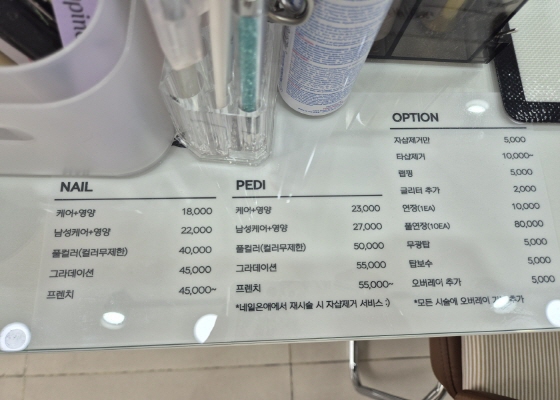 NAIL
케어+영양 18,000
남성케어+영양 22,000
풀컬러(컬러무제한) 40,000
그라데이션 45,000
프렌치 45,000~
PEDI
케어+영양 23,000
남성케어+영양 27,000
풀컬러(컬러무제한) 50,000
그라데이션 55,000
프렌치 55,000~
*네일은애에서 재시술 시 자샵제거 서비스 :)
OPTION
자샵제거만 5,000
타샵제거 10,000~
랩핑 5,000
글리터 추가 2,000
연장(1EA) 10,000
풀연장(10EA) 80,000
무광탑 5,000
탑보수 5,000
오버레이 추가 5,000
*모든 시술에 오버레이